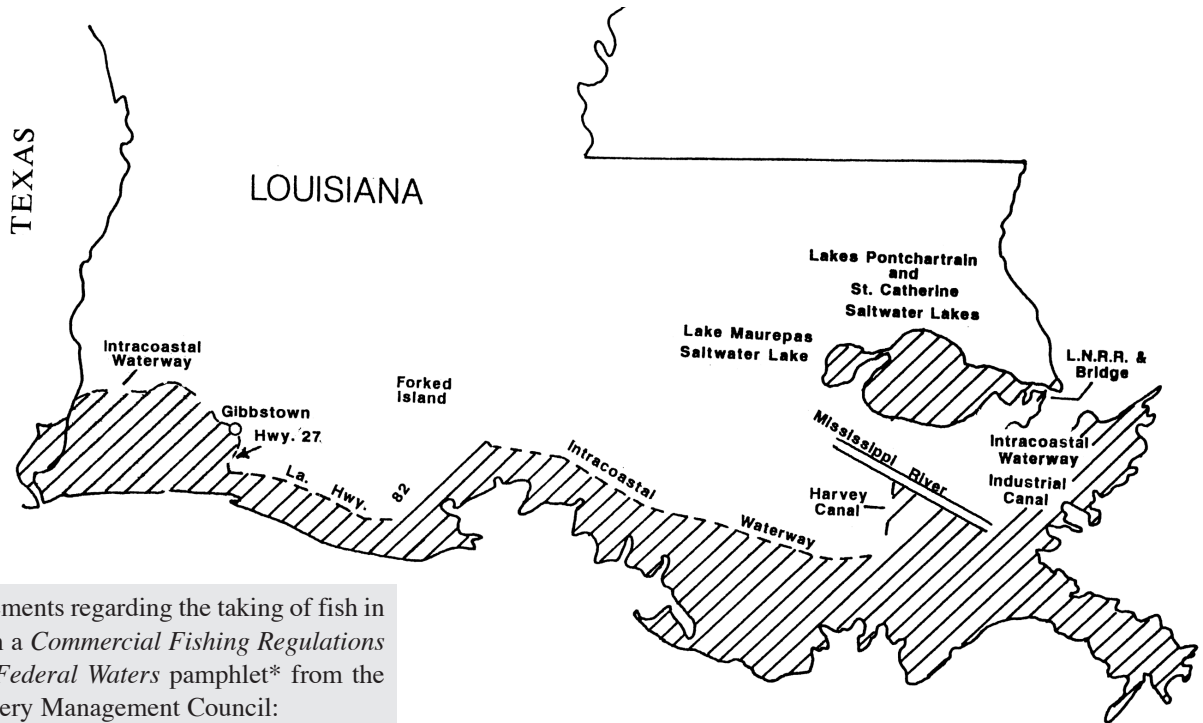 TEXAS
LOUISIANA
Lakes Pontchartrain
and
St. Catherine
Saltwater Lakes
Lake Maurepas
Saltwater Lake
L.N.R.R. &
Bridge
Intracoastal
Waterway
Forked
Island
Gibbstown
Hwy. 27
La. Hwy. 82
Intracoastal Waterway
Mississippi River
Harvey
Canal
Intracoastal
Waterway
Industrial
Canal
ments regarding the taking of fish in
a Commercial Fishing Regulations
Federal Waters pamphlet* from the
ery Management Council: